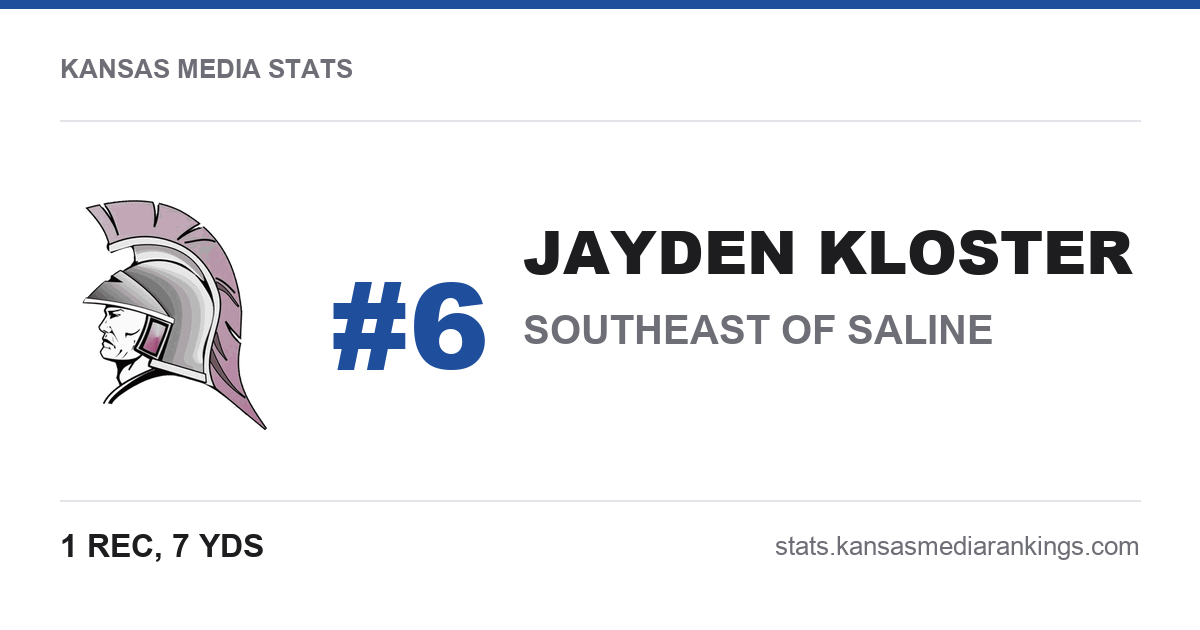 KANSAS MEDIA STATS
#6
JAYDEN KLOSTER
SOUTHEAST OF SALINE
1 REC, 7 YDS
stats.kansasmediarankings.com